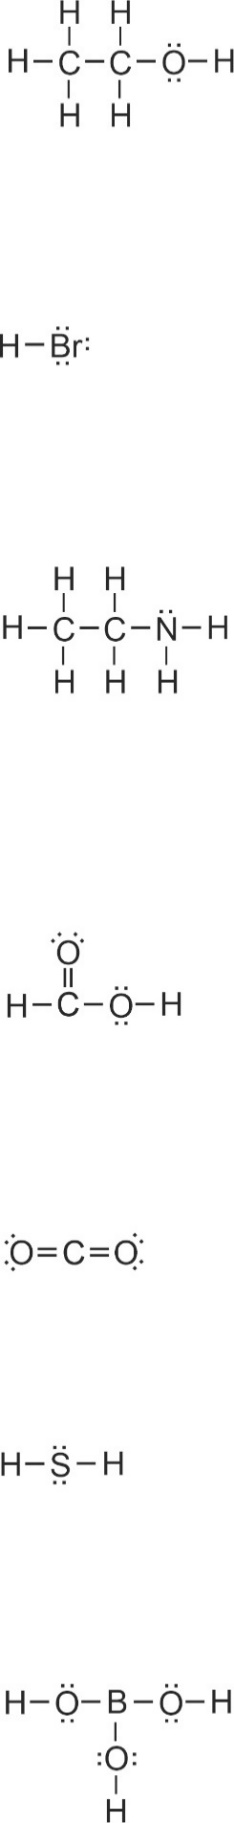 H H
H–C–C–Ö–H
H H
H–Br:
H H
H–C–C–N–H
H H H
O
H–C–O–H
O=C=O
H–S–H
H–O–B–O–H
:O:
H